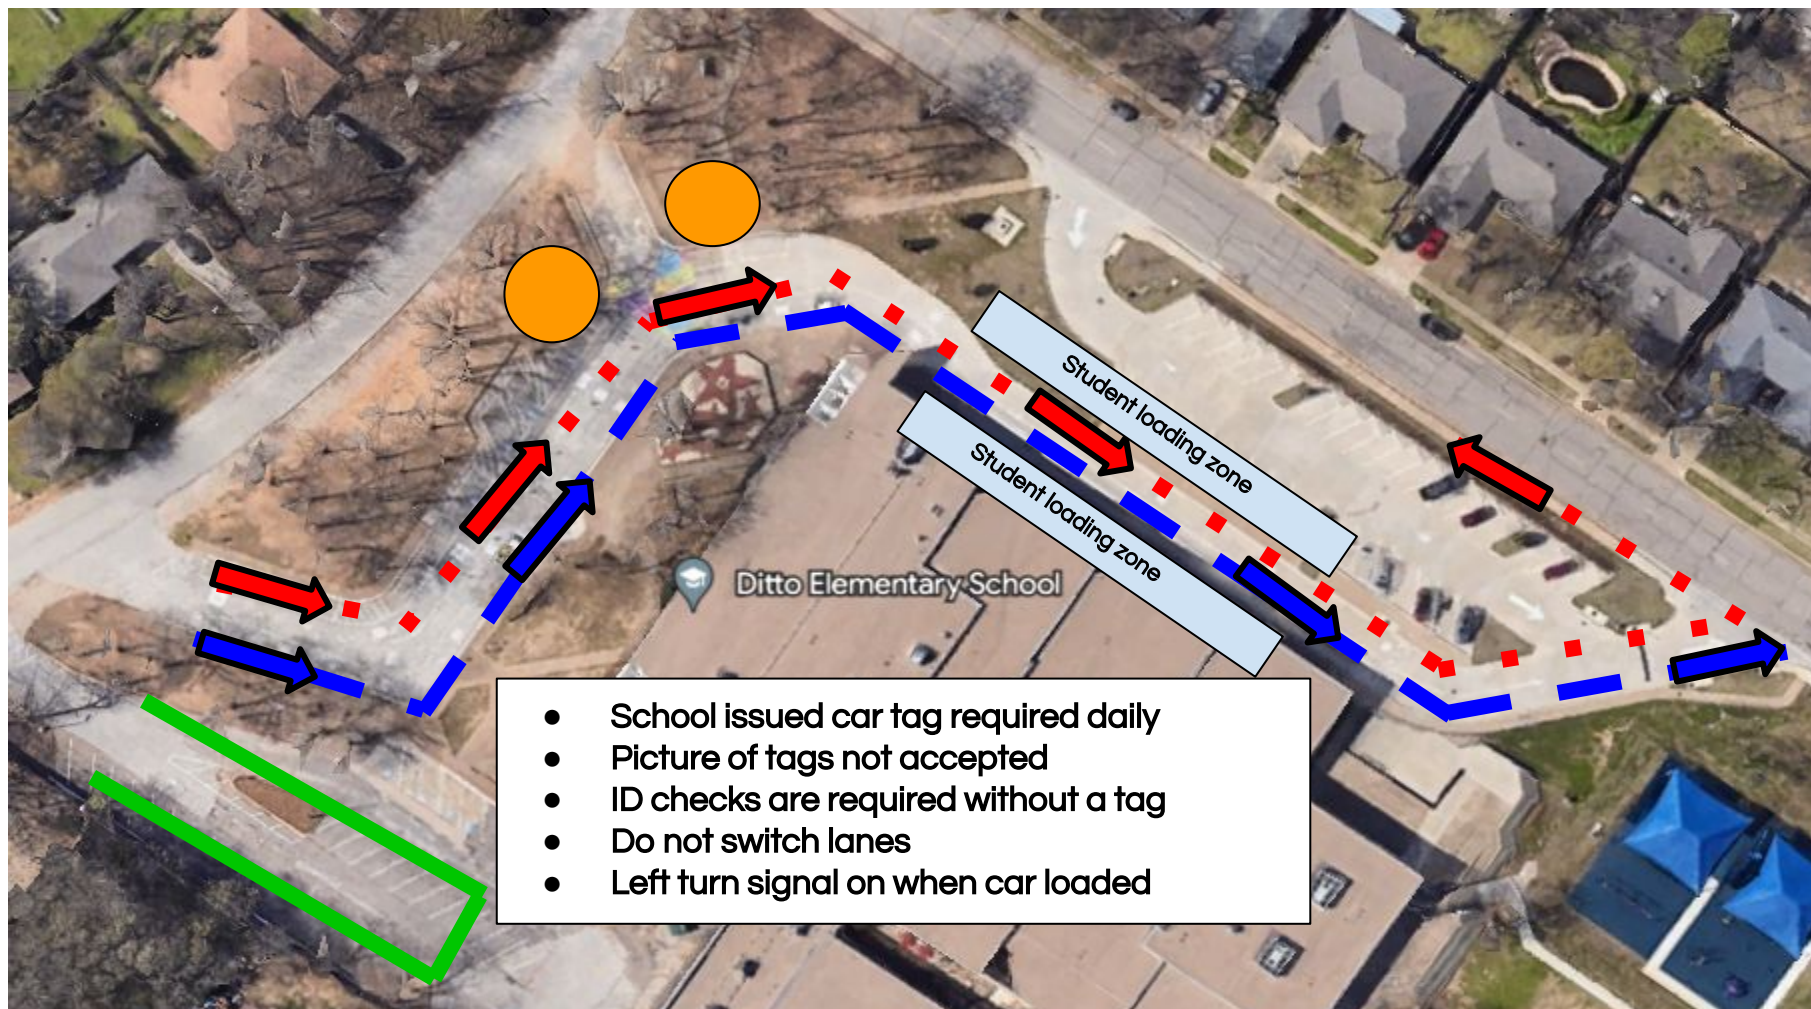 Student loading zone
Student loading zone
Ditto Elementary School
● School issued car tag required daily
● Picture of tags not accepted
● ID checks are required without a tag
● Do not switch lanes
● Left turn signal on when car loaded